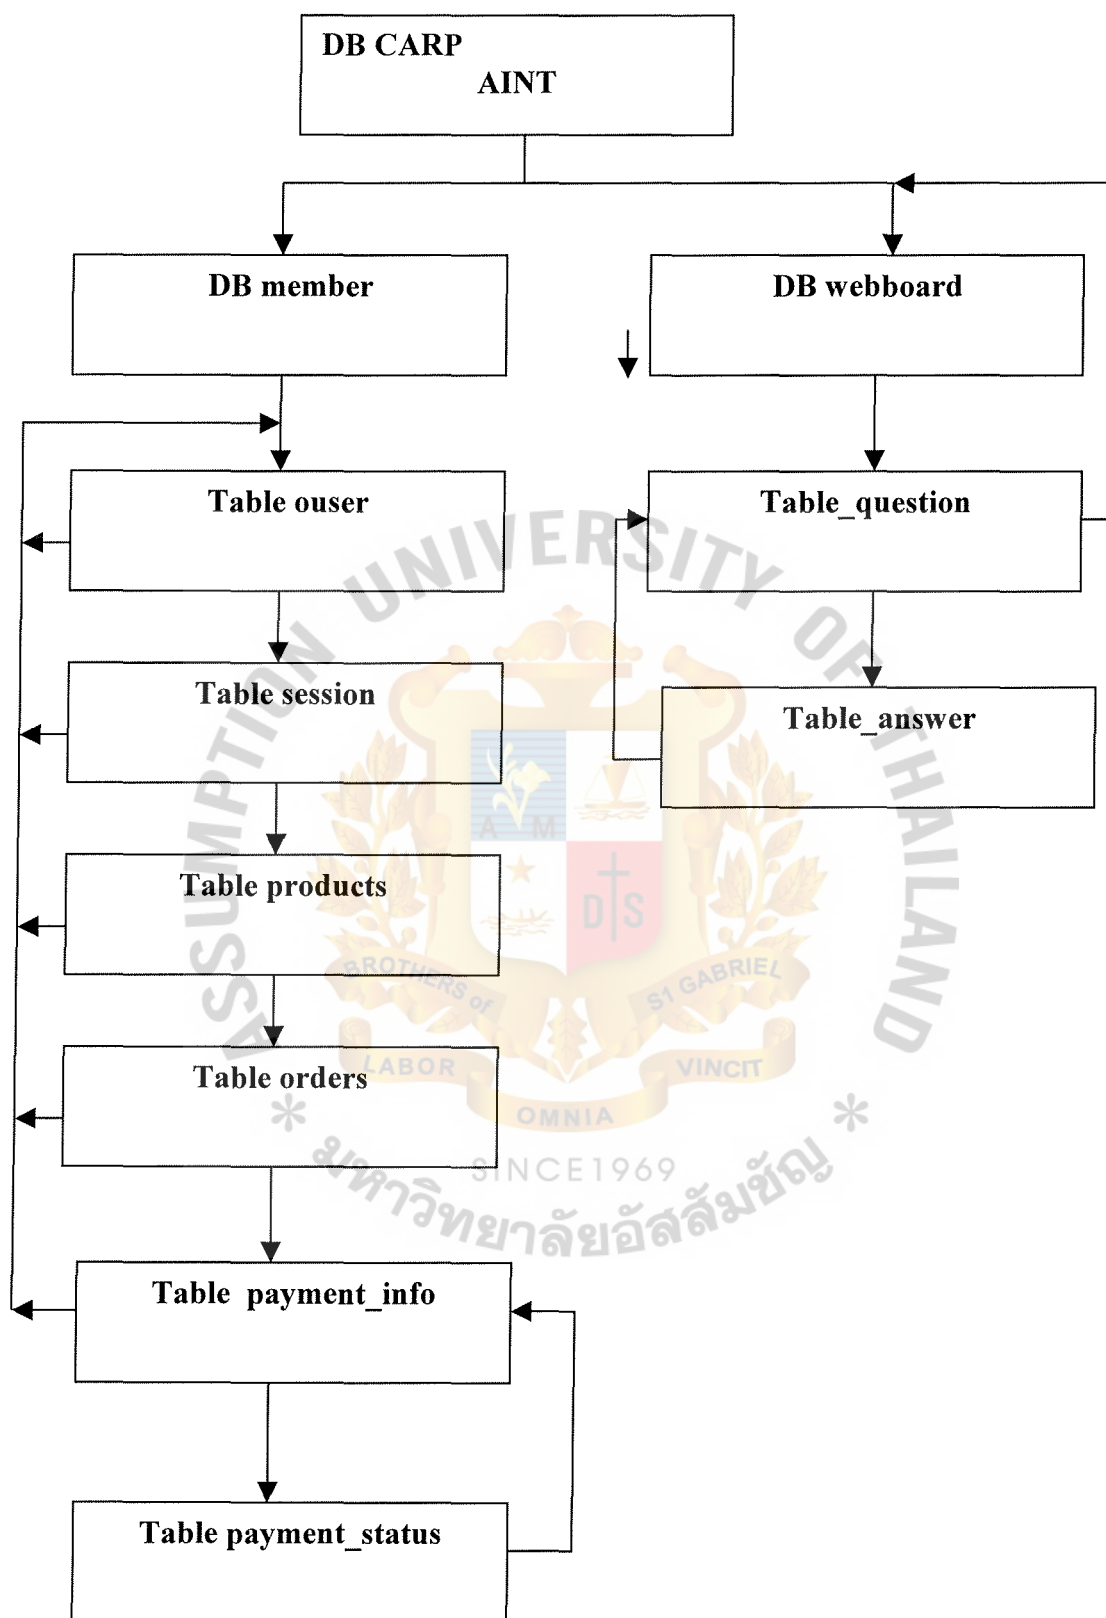 DB CARP
AINT
DB member
DB webboard
Table ouser
Table_question
Table session
Table_answer
Table products
Table orders
Table payment_info
Table payment_status
ASSUMPTION UNIVERSITY OF THAILAND
A M
D S
BROTHERS of
S1 GABRIEL
LABOR
VINCIT
OMNIA
SINCE1969
* มหาวิทยาลัยอัสสัมชัญ *